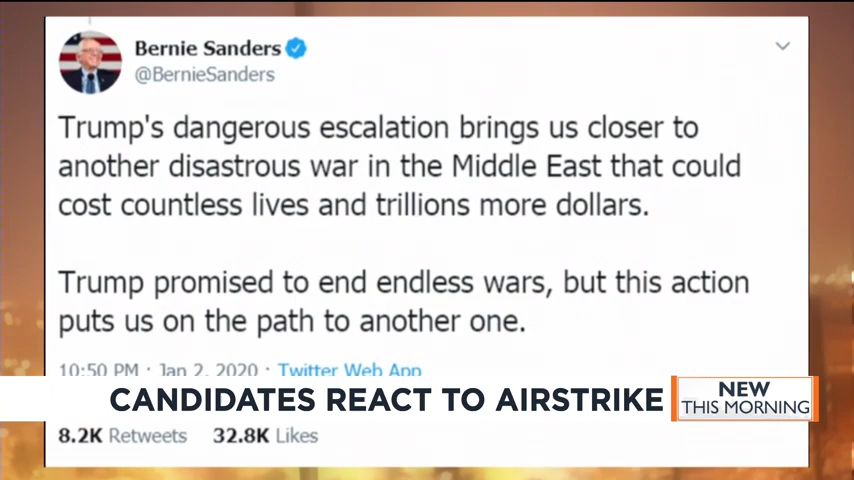 Bernie Sanders
@BernieSanders
Trump's dangerous escalation brings us closer to
another disastrous war in the Middle East that could
cost countless lives and trillions more dollars.
Trump promised to end endless wars, but this action
puts us on the path to another one.
10:50 PM · Jan 2, 2020 · Twitter Web App
CANDIDATES REACT TO AIRSTRIKE
NEW
THIS MORNING
8.2K Retweets 32.8K Likes